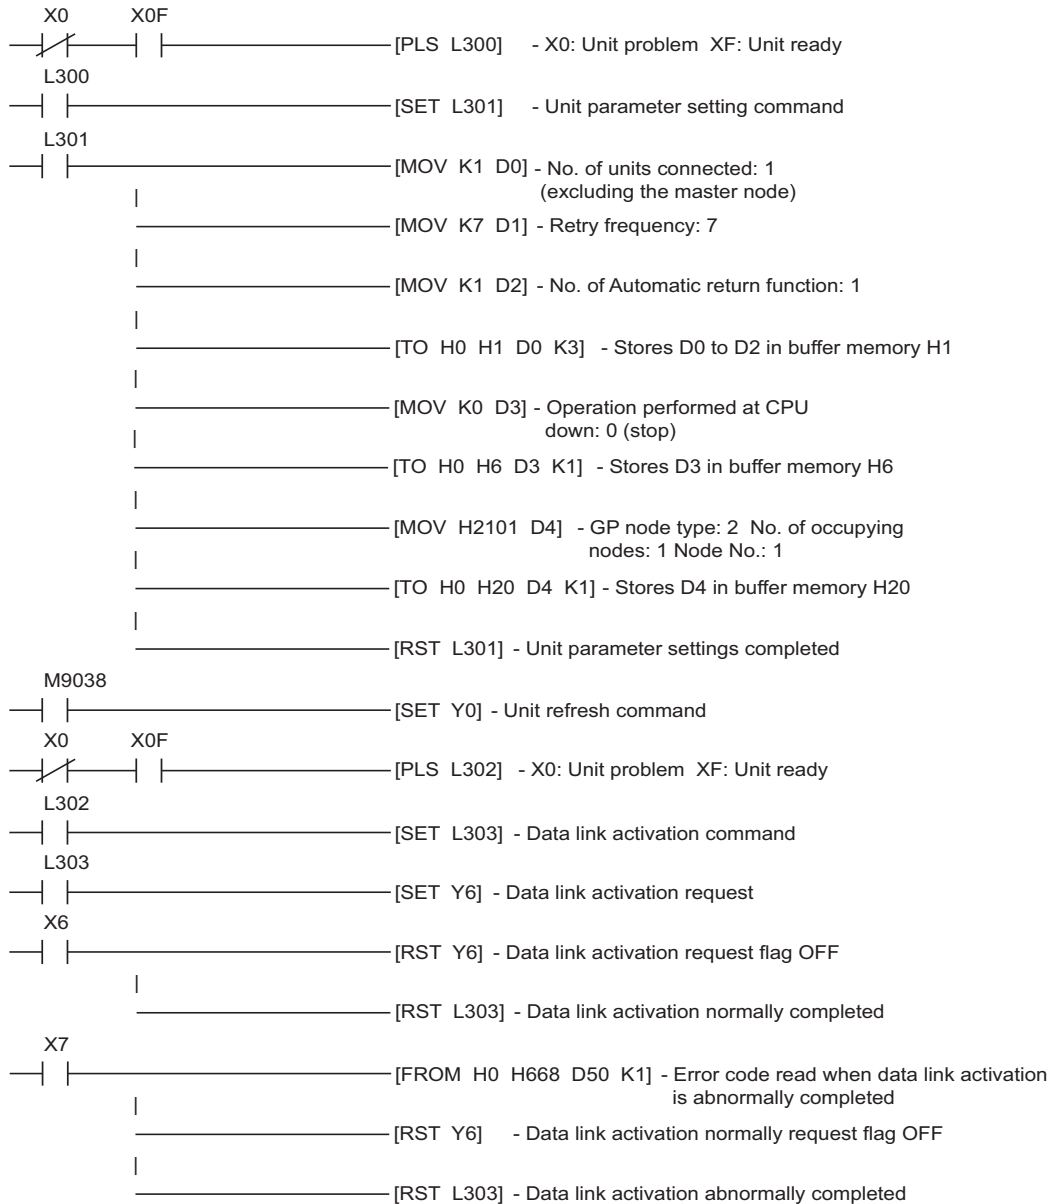 X0 X0F
[PLS L300] - X0: Unit problem XF: Unit ready
L300
[SET L301] - Unit parameter setting command
L301
[MOV K1 D0] - No. of units connected: 1
(excluding the master node)
[MOV K7 D1] - Retry frequency: 7
[MOV K1 D2] - No. of Automatic return function: 1
[TO H0 H1 D0 K3] - Stores D0 to D2 in buffer memory H1
[MOV K0 D3] - Operation performed at CPU
down: 0 (stop)
[TO H0 H6 D3 K1] - Stores D3 in buffer memory H6
[MOV H2101 D4] - GP node type: 2 No. of occupying
nodes: 1 Node No.: 1
[TO H0 H20 D4 K1] - Stores D4 in buffer memory H20
[RST L301] - Unit parameter settings completed
M9038
[SET Y0] - Unit refresh command
X0 X0F
[PLS L302] - X0: Unit problem XF: Unit ready
L302
[SET L303] - Data link activation command
L303
[SET Y6] - Data link activation request
X6
[RST Y6] - Data link activation request flag OFF
[RST L303] - Data link activation normally completed
X7
[FROM H0 H668 D50 K1] - Error code read when data link activation
is abnormally completed
[RST Y6] - Data link activation normally request flag OFF
[RST L303] - Data link activation abnormally completed